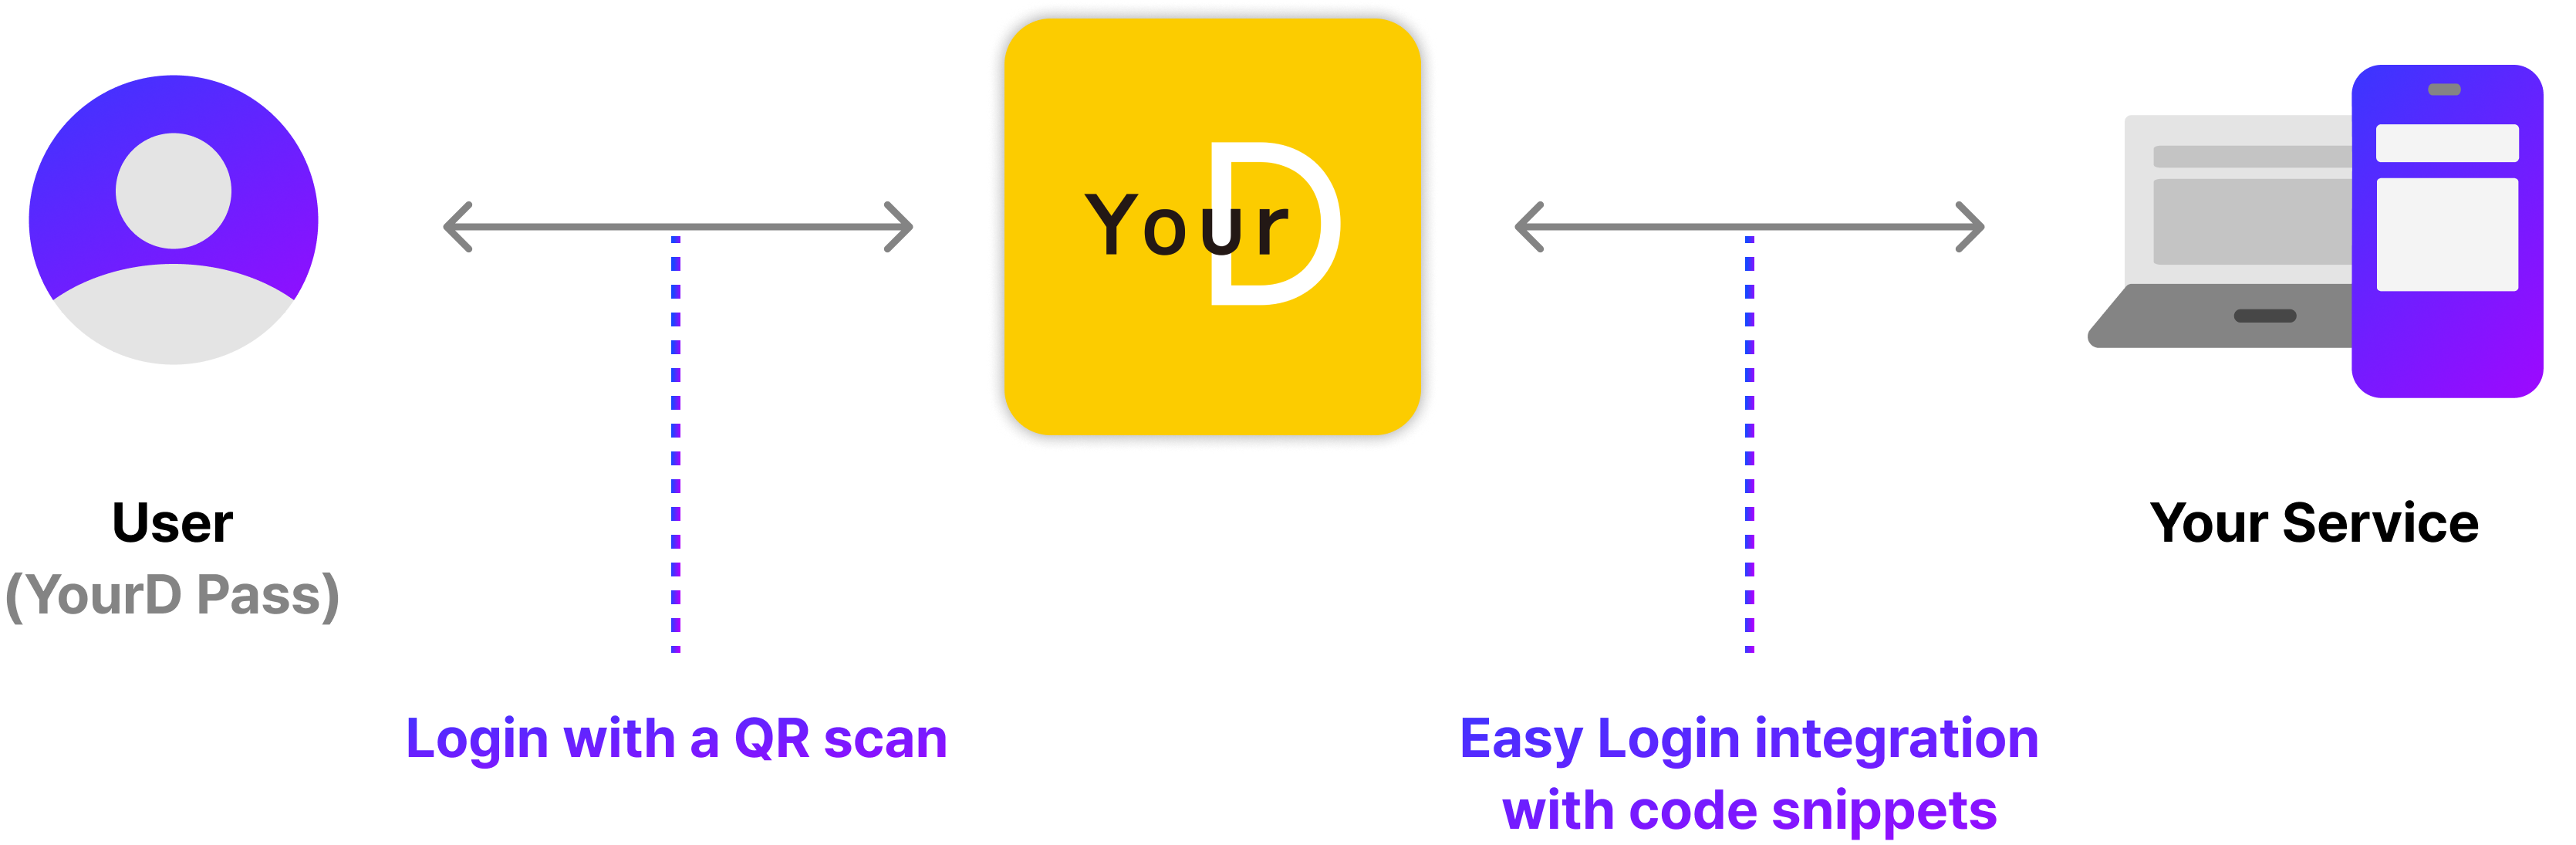 YourD
User
(YourD Pass)
Your Service
Login with a QR scan
Easy Login integration
with code snippets